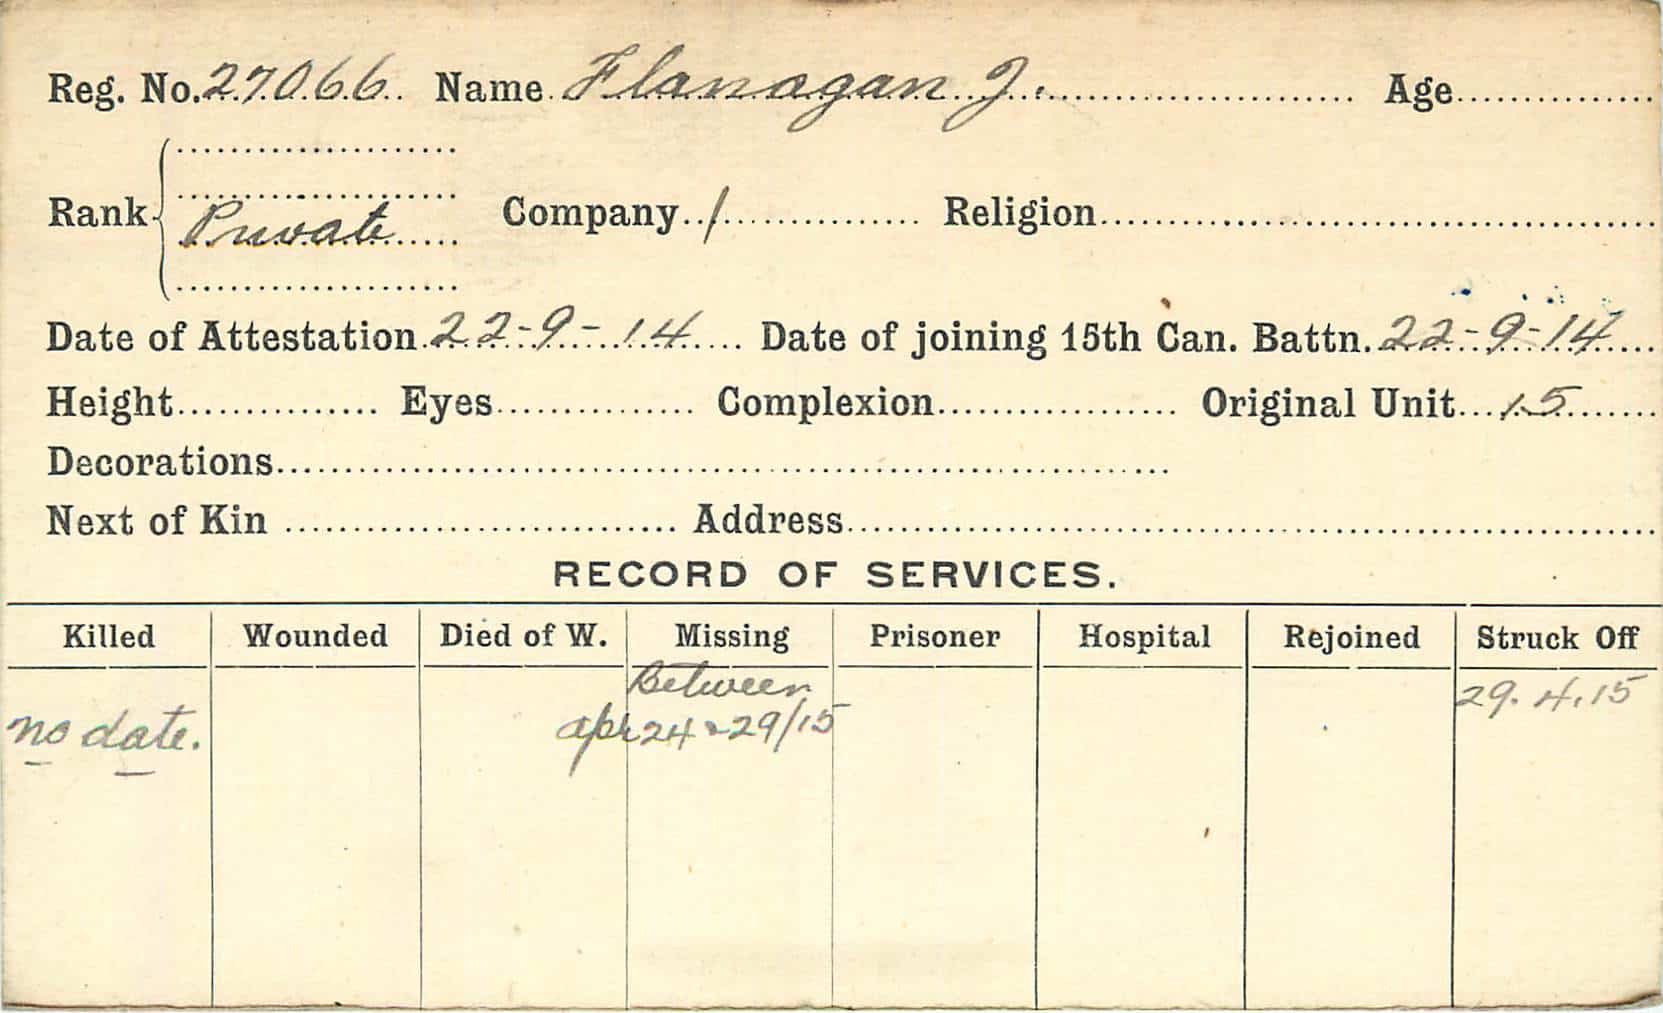 Reg. No. 27066 Name Flanagan J. Age
Rank Private Company 1 Religion
Date of Attestation 22-9-14 Date of joining 15th Can. Battn. 22-9-14
Height Eyes Complexion Original Unit 15
Decorations
Next of Kin Address
RECORD OF SERVICES.
Killed Wounded Died of W. Missing Prisoner Hospital Rejoined Struck Off
Between 29.4.15
no date. apr 24 & 29/15